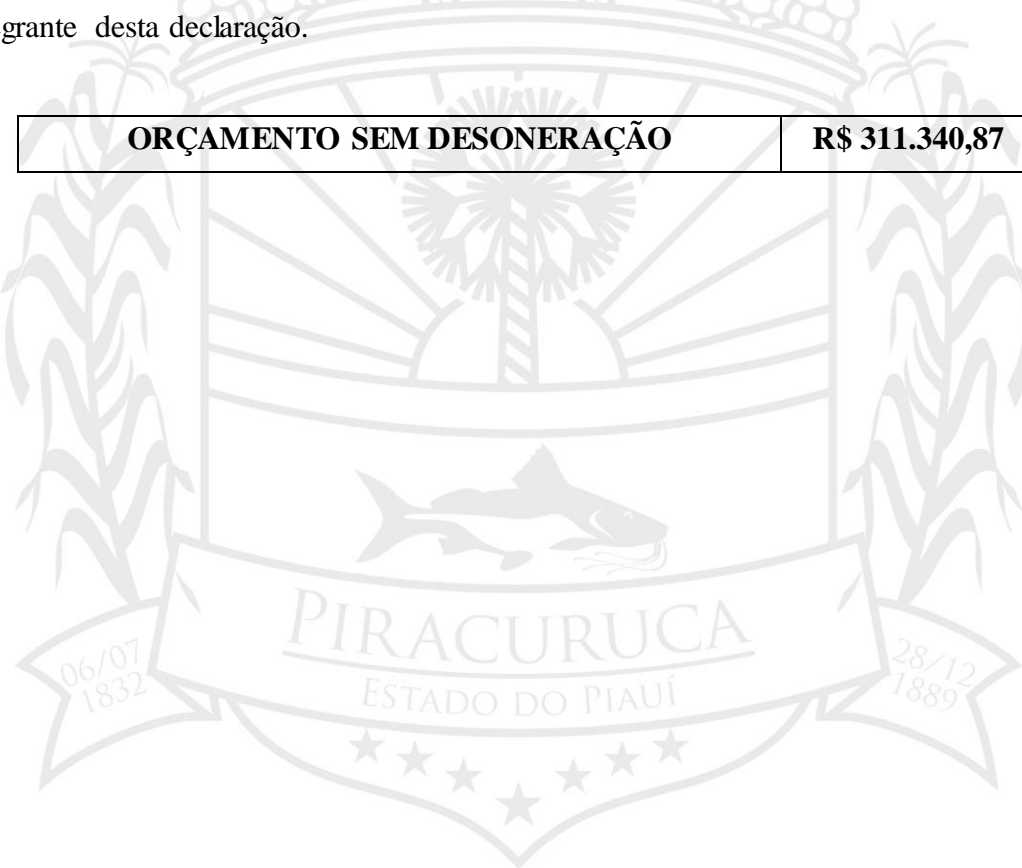 grante desta declaração.
ORÇAMENTO SEM DESONERAÇÃO R$ 311.340,87
PIRACURUCA
ESTADO DO PIAUÍ
06/07
1832
28/12
1889